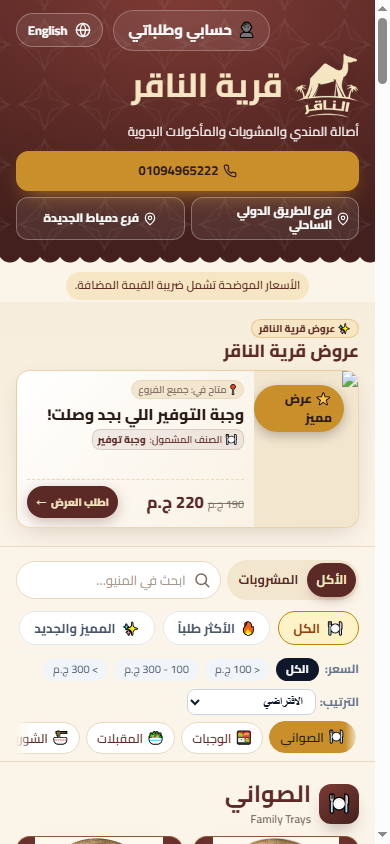 حسابي وطلباتي
English
الناقر
قرية الناقر
أصالة المندي والمشويات والمأكولات البدوية
01094965222
فرع الطريق الدولي الساحلي
فرع دمياط الجديدة
الأسعار الموضحة تشمل ضريبة القيمة المضافة.
عروض قرية الناقر
عروض قرية الناقر
عرض مميز
متاح في: جميع الفروع
وجبة التوفير اللي بجد وصلت!
الصنف المشمول: وجبة توفير
190 ج.م 220 ج.م
اطلب العرض ←
الأكل
المشروبات
ابحث في المنيو...
الكل
الأكثر طلباً
المميز والجديد
السعر:
الكل
< 100 ج.م
100 - 300 ج.م
> 300 ج.م
الترتيب:
الافتراضي
الصواني
الوجبات
المقبلات
الشور
الصواني
Family Trays